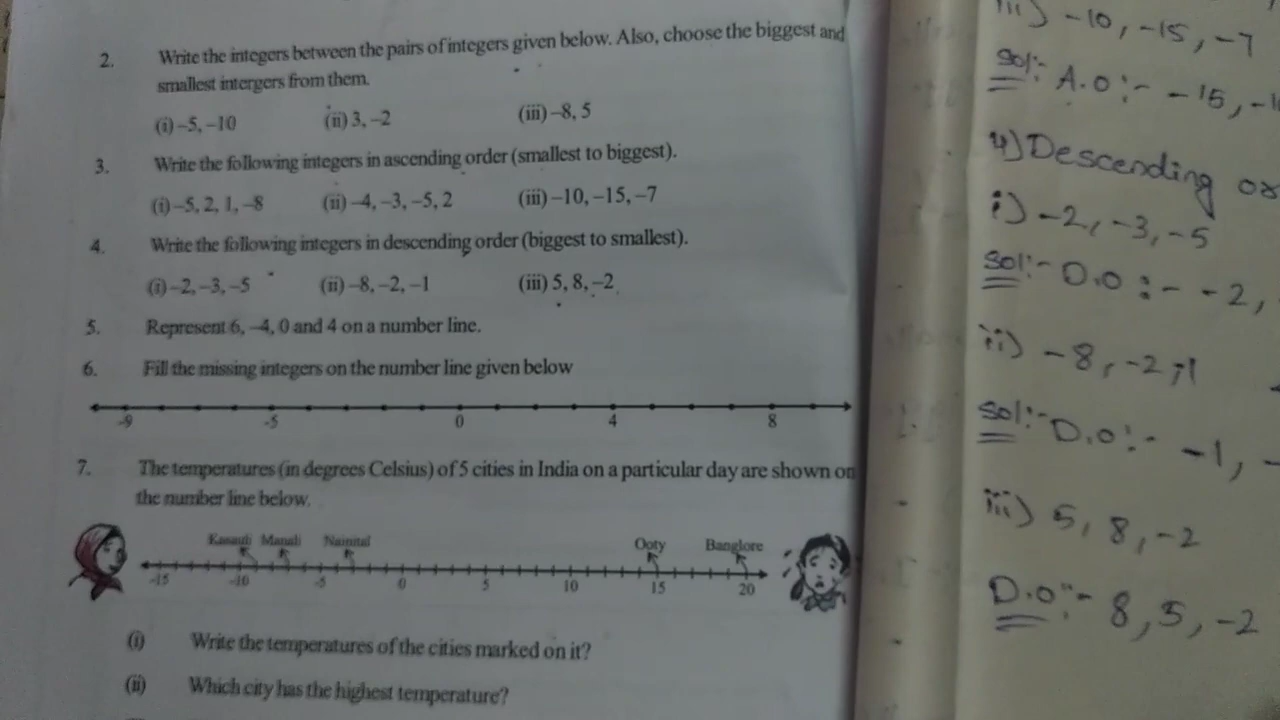 2. Write the integers between the pairs of integers given below. Also, choose the biggest and
smallest intergers from them.
(i) –5, –10 (ii) 3, –2 (iii) –8, 5
3. Write the following integers in ascending order (smallest to biggest).
(i) –5, 2, 1, –8 (ii) –4, –3, –5, 2 (iii) –10, –15, –7
4. Write the following integers in descending order (biggest to smallest).
(i) –2, –3, –5 (ii) –8, –2, –1 (iii) 5, 8, –2
5. Represent 6, –4, 0 and 4 on a number line.
6. Fill the missing integers on the number line given below
-9 -5 0 4 8
7. The temperatures (in degrees Celsius) of 5 cities in India on a particular day are shown on
the number line below.
Kasauli Manali Nainital Ooty Banglore
-15 -10 -5 0 5 10 15 20
(i) Write the temperatures of the cities marked on it?
(ii) Which city has the highest temperature?
iii) -10, -15, -7
Sol:- A.O:- -15, -1
4) Descending or
i) -2, -3, -5
Sol:- D.O:- -2,
ii) -8, -2, -1
Sol:- D.O:- -1, -
iii) 5, 8, -2
D.O:- 8, 5, -2